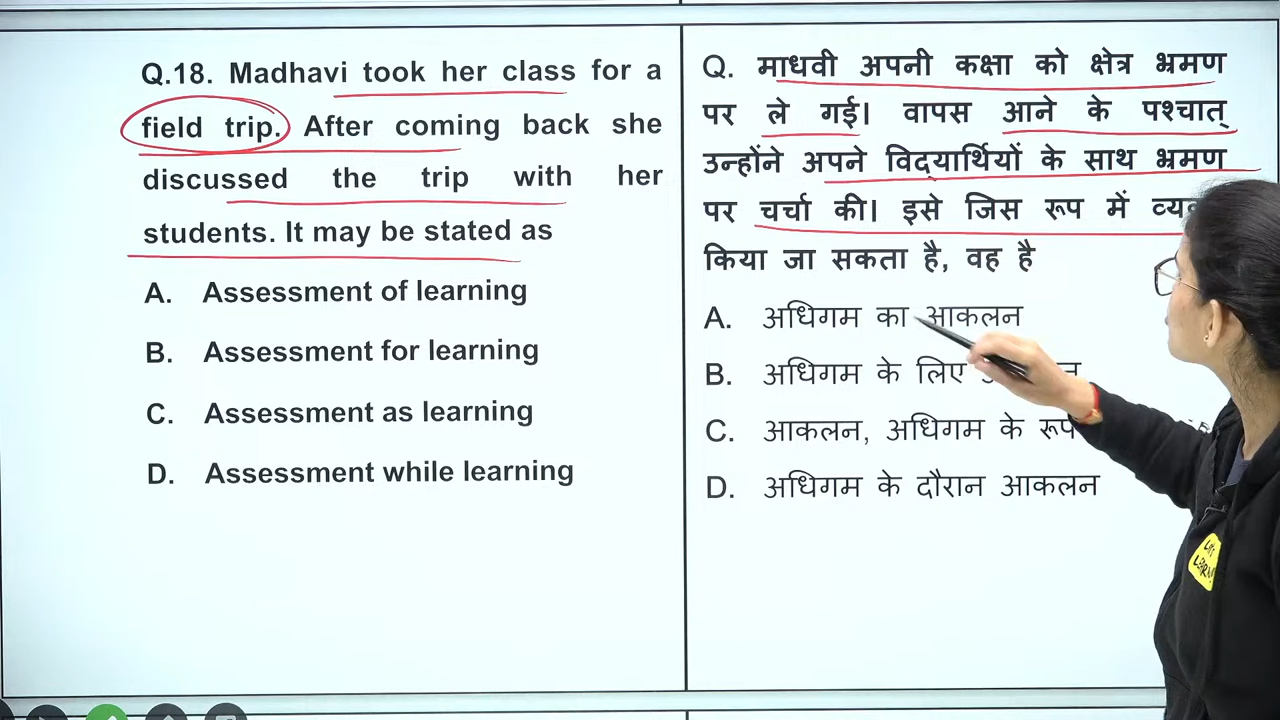 Q.18. Madhavi took her class for a
field trip. After coming back she
discussed the trip with her
students. It may be stated as
A. Assessment of learning
B. Assessment for learning
C. Assessment as learning
D. Assessment while learning
Q. माधवी अपनी कक्षा को क्षेत्र भ्रमण
पर ले गई। वापस आने के पश्चात्
उन्होंने अपने विद्यार्थियों के साथ भ्रमण
पर चर्चा की। इसे जिस रूप में
किया जा सकता है, वह है
A. अधिगम का आकलन
B. अधिगम के लिए
C. आकलन, अधिगम के रूप
D. अधिगम के दौरान आकलन